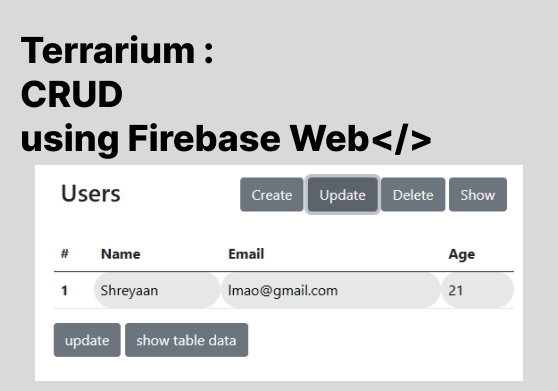 Terrarium :
CRUD
using Firebase Web</>
Users Create Update Delete Show
# Name Email Age
1 Shreyaan lmao@gmail.com 21
update show table data